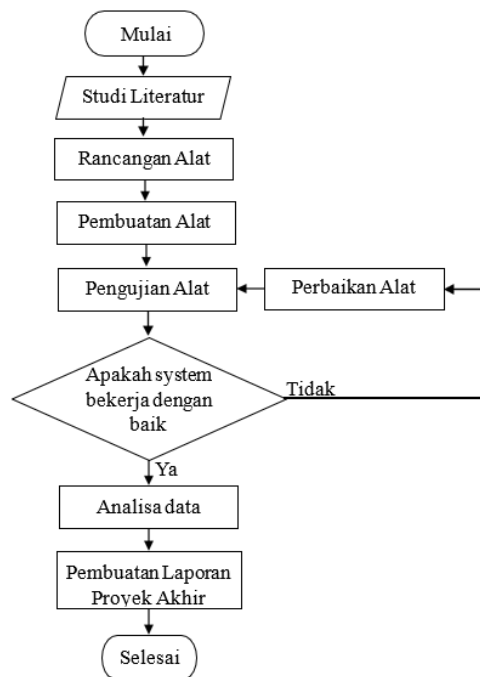 Mulai
Studi Literatur
Rancangan Alat
Pembuatan Alat
Pengujian Alat
Perbaikan Alat
Apakah system
bekerja dengan
baik
Tidak
Ya
Analisa data
Pembuatan Laporan
Proyek Akhir
Selesai